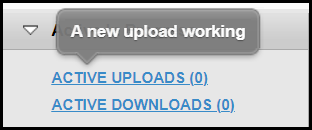 A new upload working
ACTIVE UPLOADS (0)
ACTIVE DOWNLOADS (0)